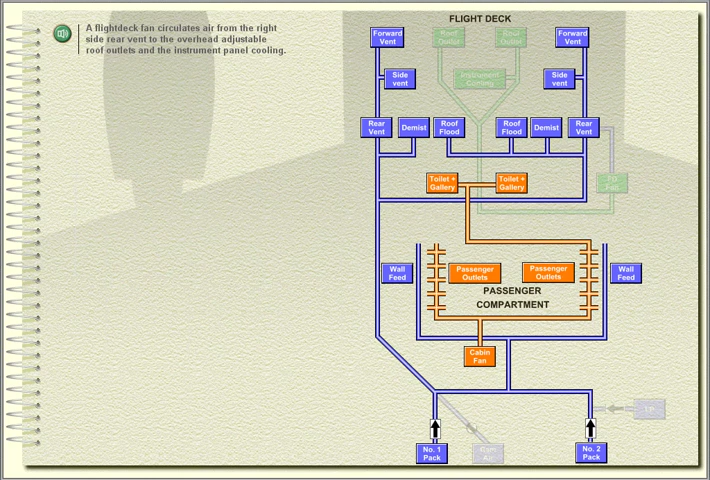 A flightdeck fan circulates air from the right
side rear vent to the overhead adjustable
roof outlets and the instrument panel cooling.
FLIGHT DECK
Forward
Vent
Roof
Outlet
Roof
Outlet
Forward
Vent
Side
vent
Instrument
Cooling
Side
vent
Rear
Vent
Demist
Roof
Flood
Roof
Flood
Demist
Rear
Vent
Toilet +
Gallery
Toilet +
Gallery
F/D
Fan
Wall
Feed
Passenger
Outlets
Passenger
Outlets
Wall
Feed
PASSENGER
COMPARTMENT
Cabin
Fan
No. 1
Pack
Ram
Air
No. 2
Pack